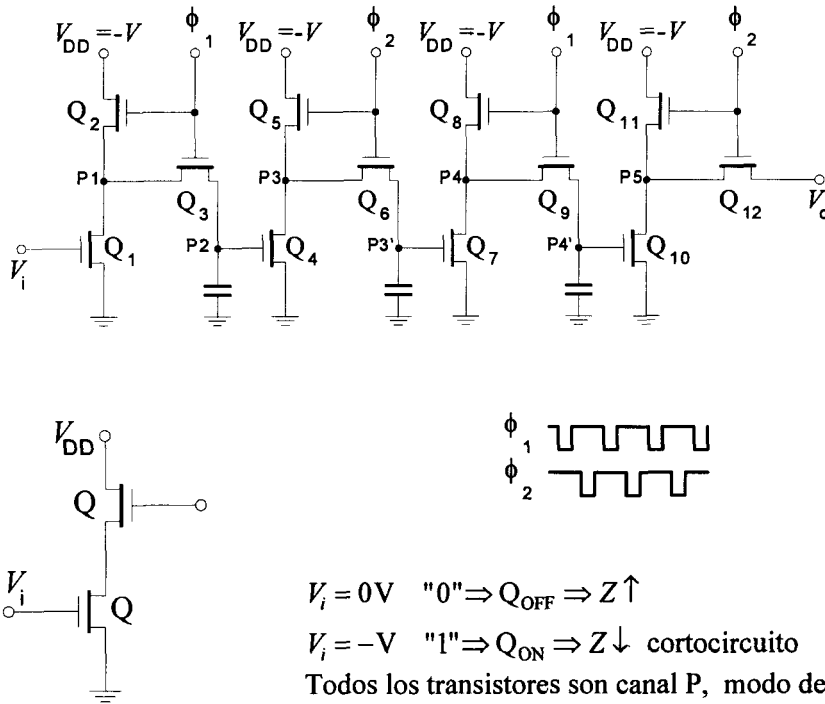 V_DD = -V ϕ_1 V_DD = -V ϕ_2 V_DD = -V ϕ_1 V_DD = -V ϕ_2
Q_2 Q_5 Q_8 Q_11
P1 P3 P4 P5
Q_3 Q_6 Q_9 Q_12 V_o
V_i Q_1 P2 Q_4 P3' Q_7 P4' Q_10
V_DD
Q
V_i Q
ϕ_1
ϕ_2
V_i = 0V "0" ⇒ Q_OFF ⇒ Z↑
V_i = −V "1" ⇒ Q_ON ⇒ Z↓ cortocircuito
Todos los transistores son canal P, modo de